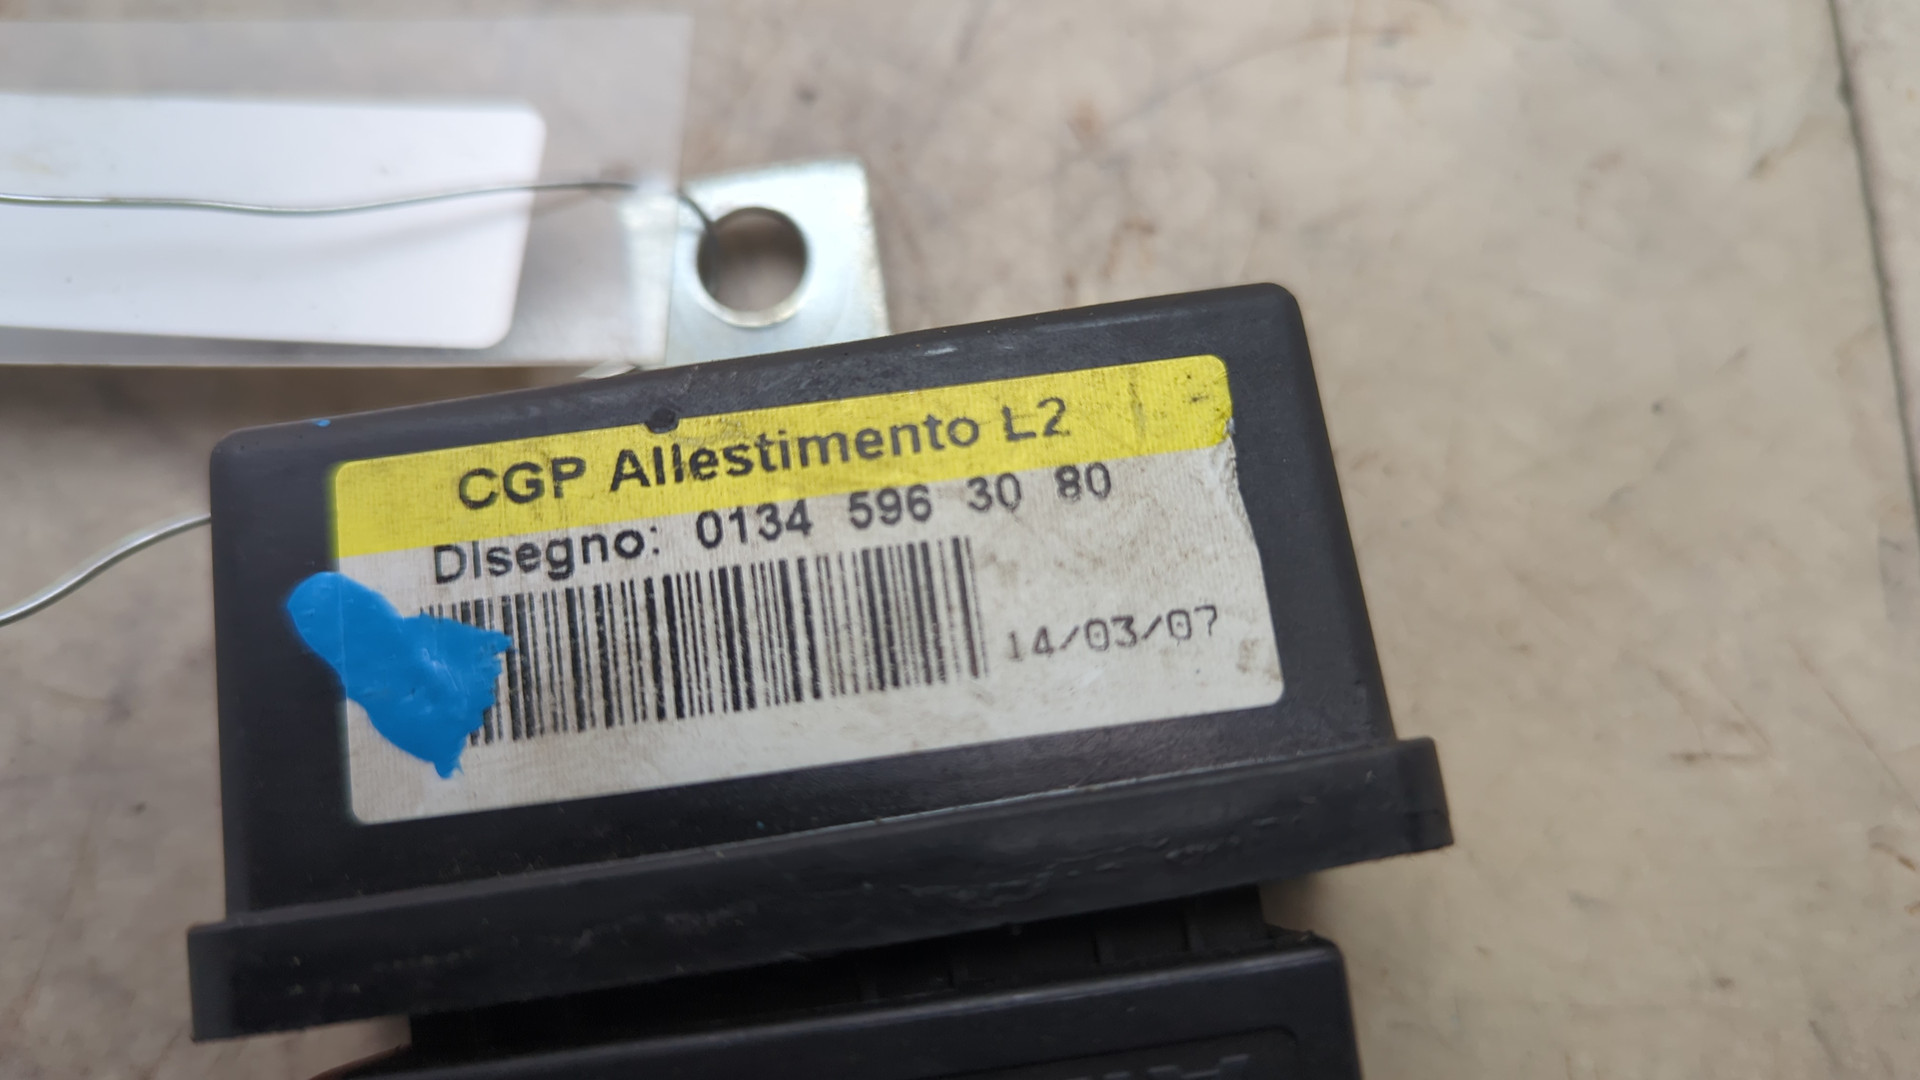 CGP Allestimento L2
Disegno: 0134 596 30 80
14/03/07